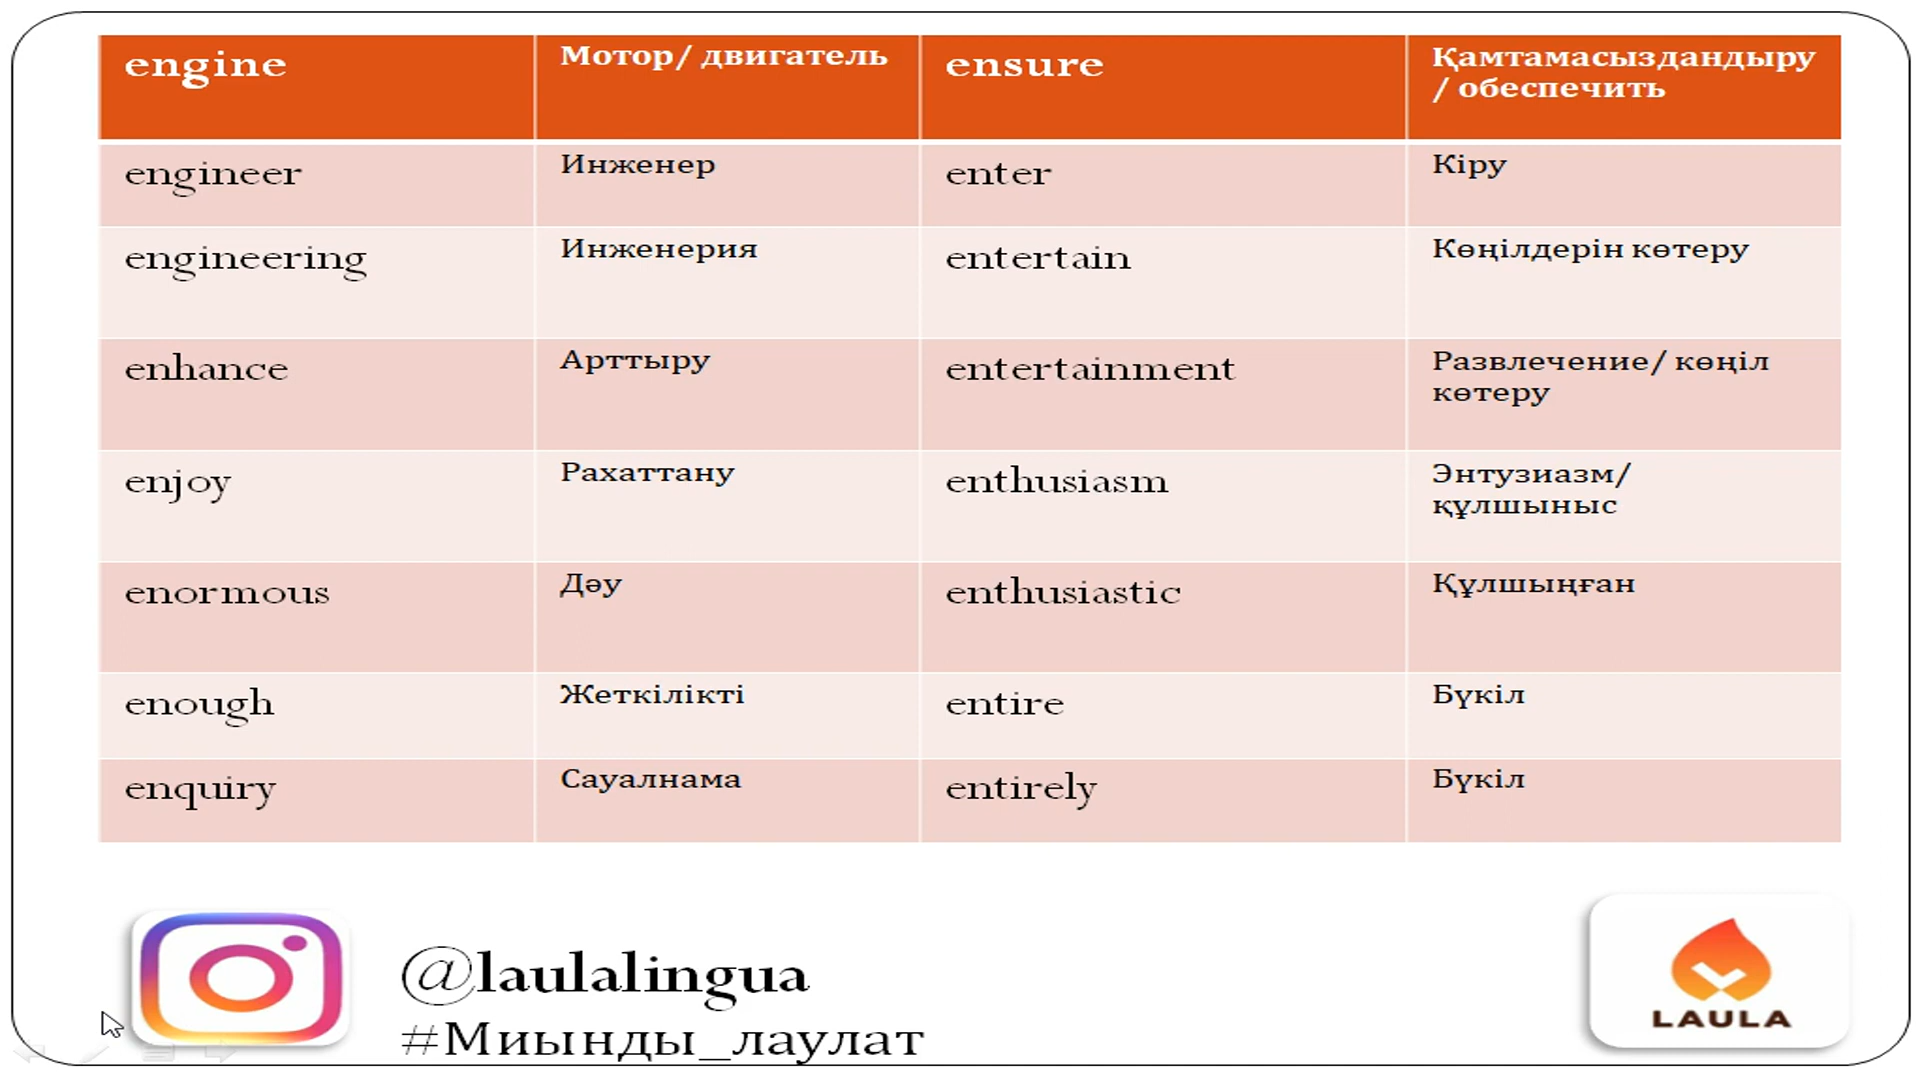 engine Мотор/ двигатель ensure Қамтамасыздандыру
/ обеспечить
engineer Инженер enter Кіру
engineering Инженерия entertain Көңілдерін көтеру
enhance Арттыру entertainment Развлечение/ көңіл
көтеру
enjoy Рахаттану enthusiasm Энтузиазм/
құлшыныс
enormous Дәу enthusiastic Құлшыңған
enough Жеткілікті entire Бүкіл
enquiry Сауалнама entirely Бүкіл
@laulalingua
#Миынды_лаулат
LAULA